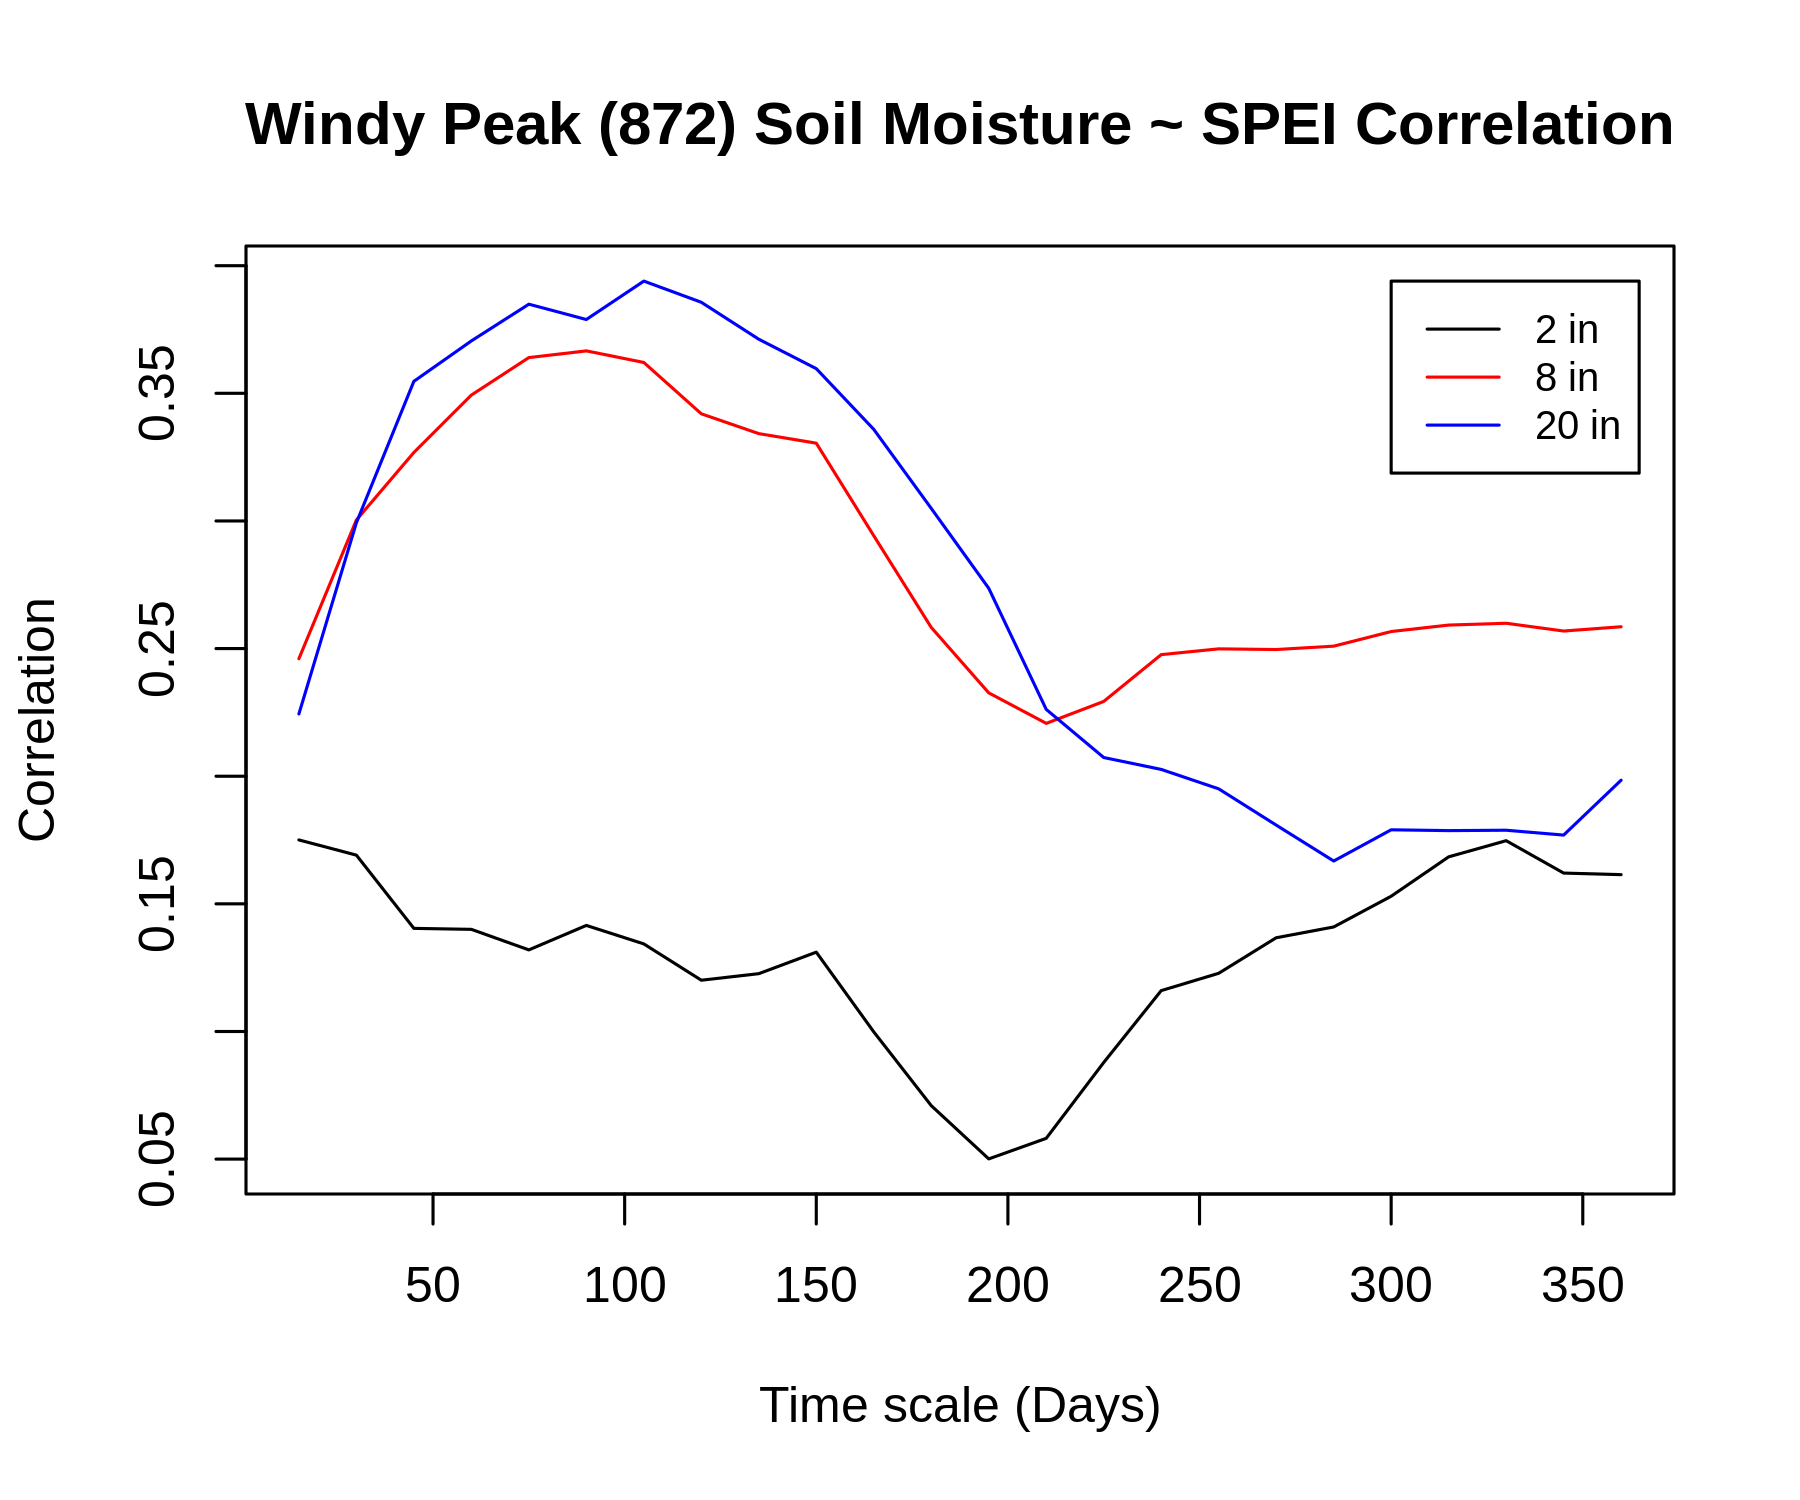 Windy Peak (872) Soil Moisture ~ SPEI Correlation
2 in
8 in
20 in
Correlation
0.35
0.25
0.15
0.05
50 100 150 200 250 300 350
Time scale (Days)